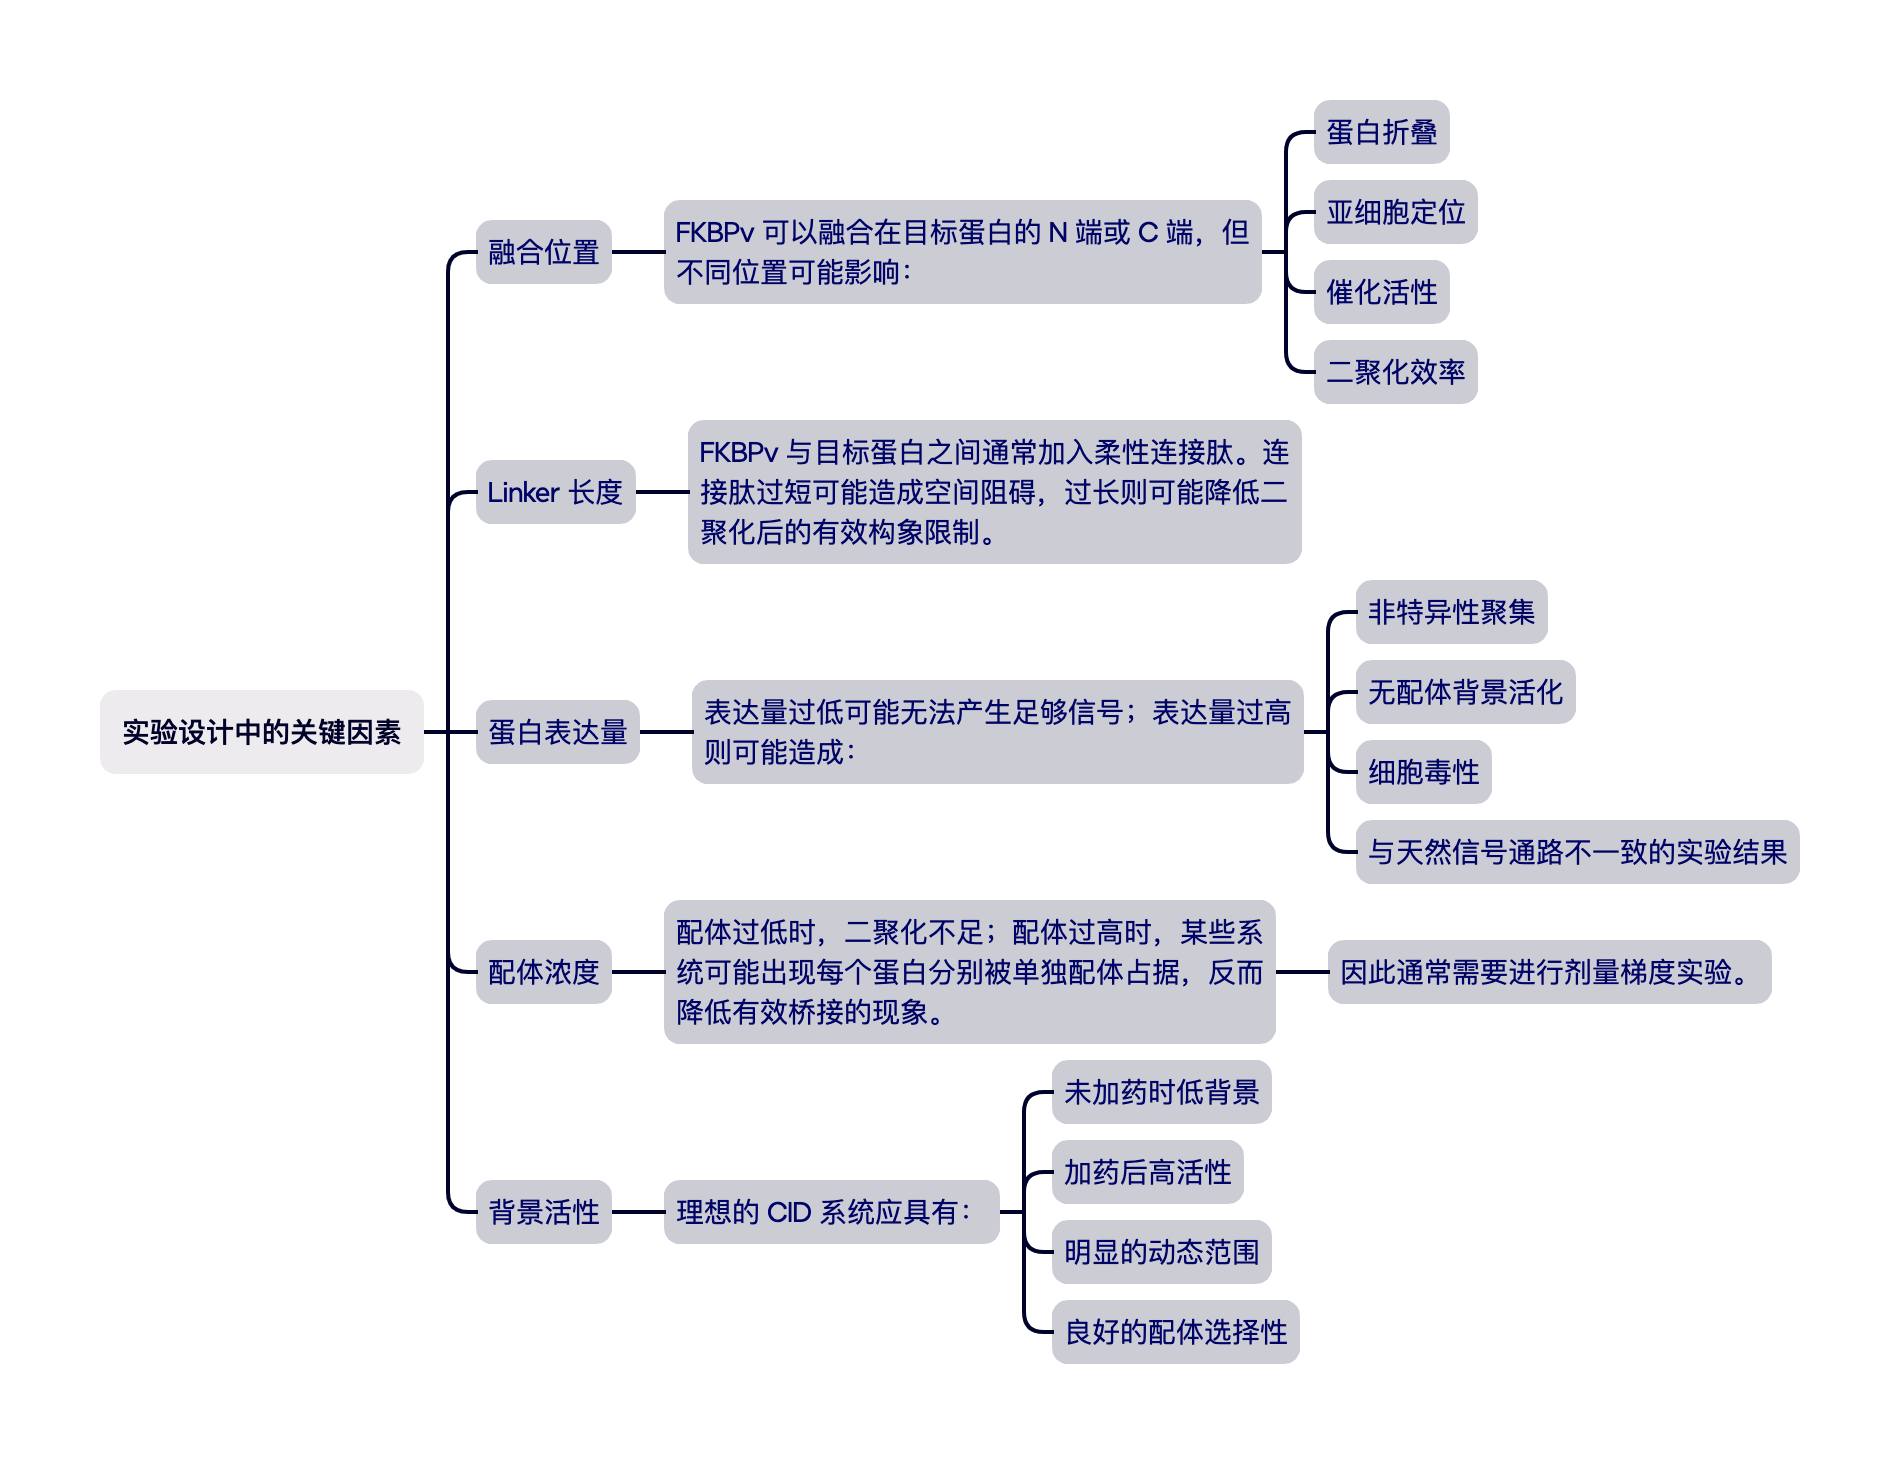 实验设计中的关键因素
融合位置
FKBPv 可以融合在目标蛋白的 N 端或 C 端，但
不同位置可能影响：
蛋白折叠
亚细胞定位
催化活性
二聚化效率
Linker 长度
FKBPv 与目标蛋白之间通常加入柔性连接肽。连
接肽过短可能造成空间阻碍，过长则可能降低二
聚化后的有效构象限制。
蛋白表达量
表达量过低可能无法产生足够信号；表达量过高
则可能造成：
非特异性聚集
无配体背景活化
细胞毒性
与天然信号通路不一致的实验结果
配体浓度
配体过低时，二聚化不足；配体过高时，某些系
统可能出现每个蛋白分别被单独配体占据，反而
降低有效桥接的现象。
因此通常需要进行剂量梯度实验。
背景活性
理想的 CID 系统应具有：
未加药时低背景
加药后高活性
明显的动态范围
良好的配体选择性